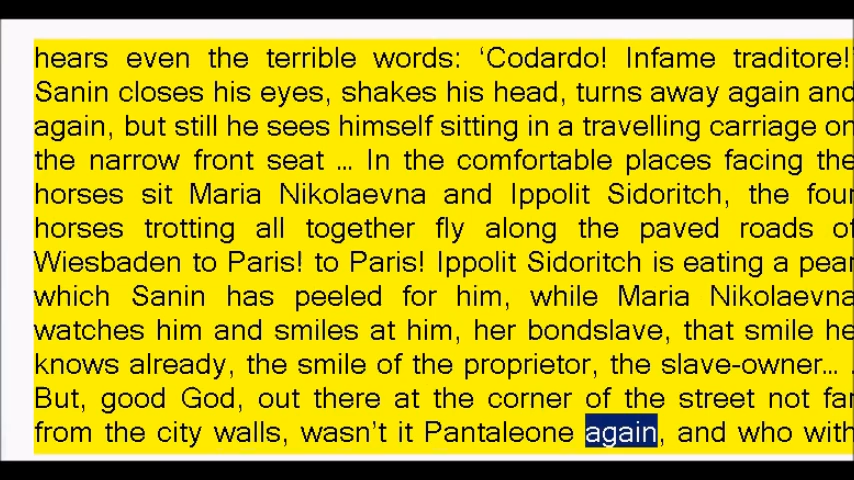 hears even the terrible words: ‘Codardo! Infame traditore!’
Sanin closes his eyes, shakes his head, turns away again and
again, but still he sees himself sitting in a travelling carriage on
the narrow front seat ... In the comfortable places facing the
horses sit Maria Nikolaevna and Ippolit Sidoritch, the four
horses trotting all together fly along the paved roads of
Wiesbaden to Paris! to Paris! Ippolit Sidoritch is eating a pear
which Sanin has peeled for him, while Maria Nikolaevna
watches him and smiles at him, her bondslave, that smile he
knows already, the smile of the proprietor, the slave-owner... .
But, good God, out there at the corner of the street not far
from the city walls, wasn’t it Pantaleone again, and who with